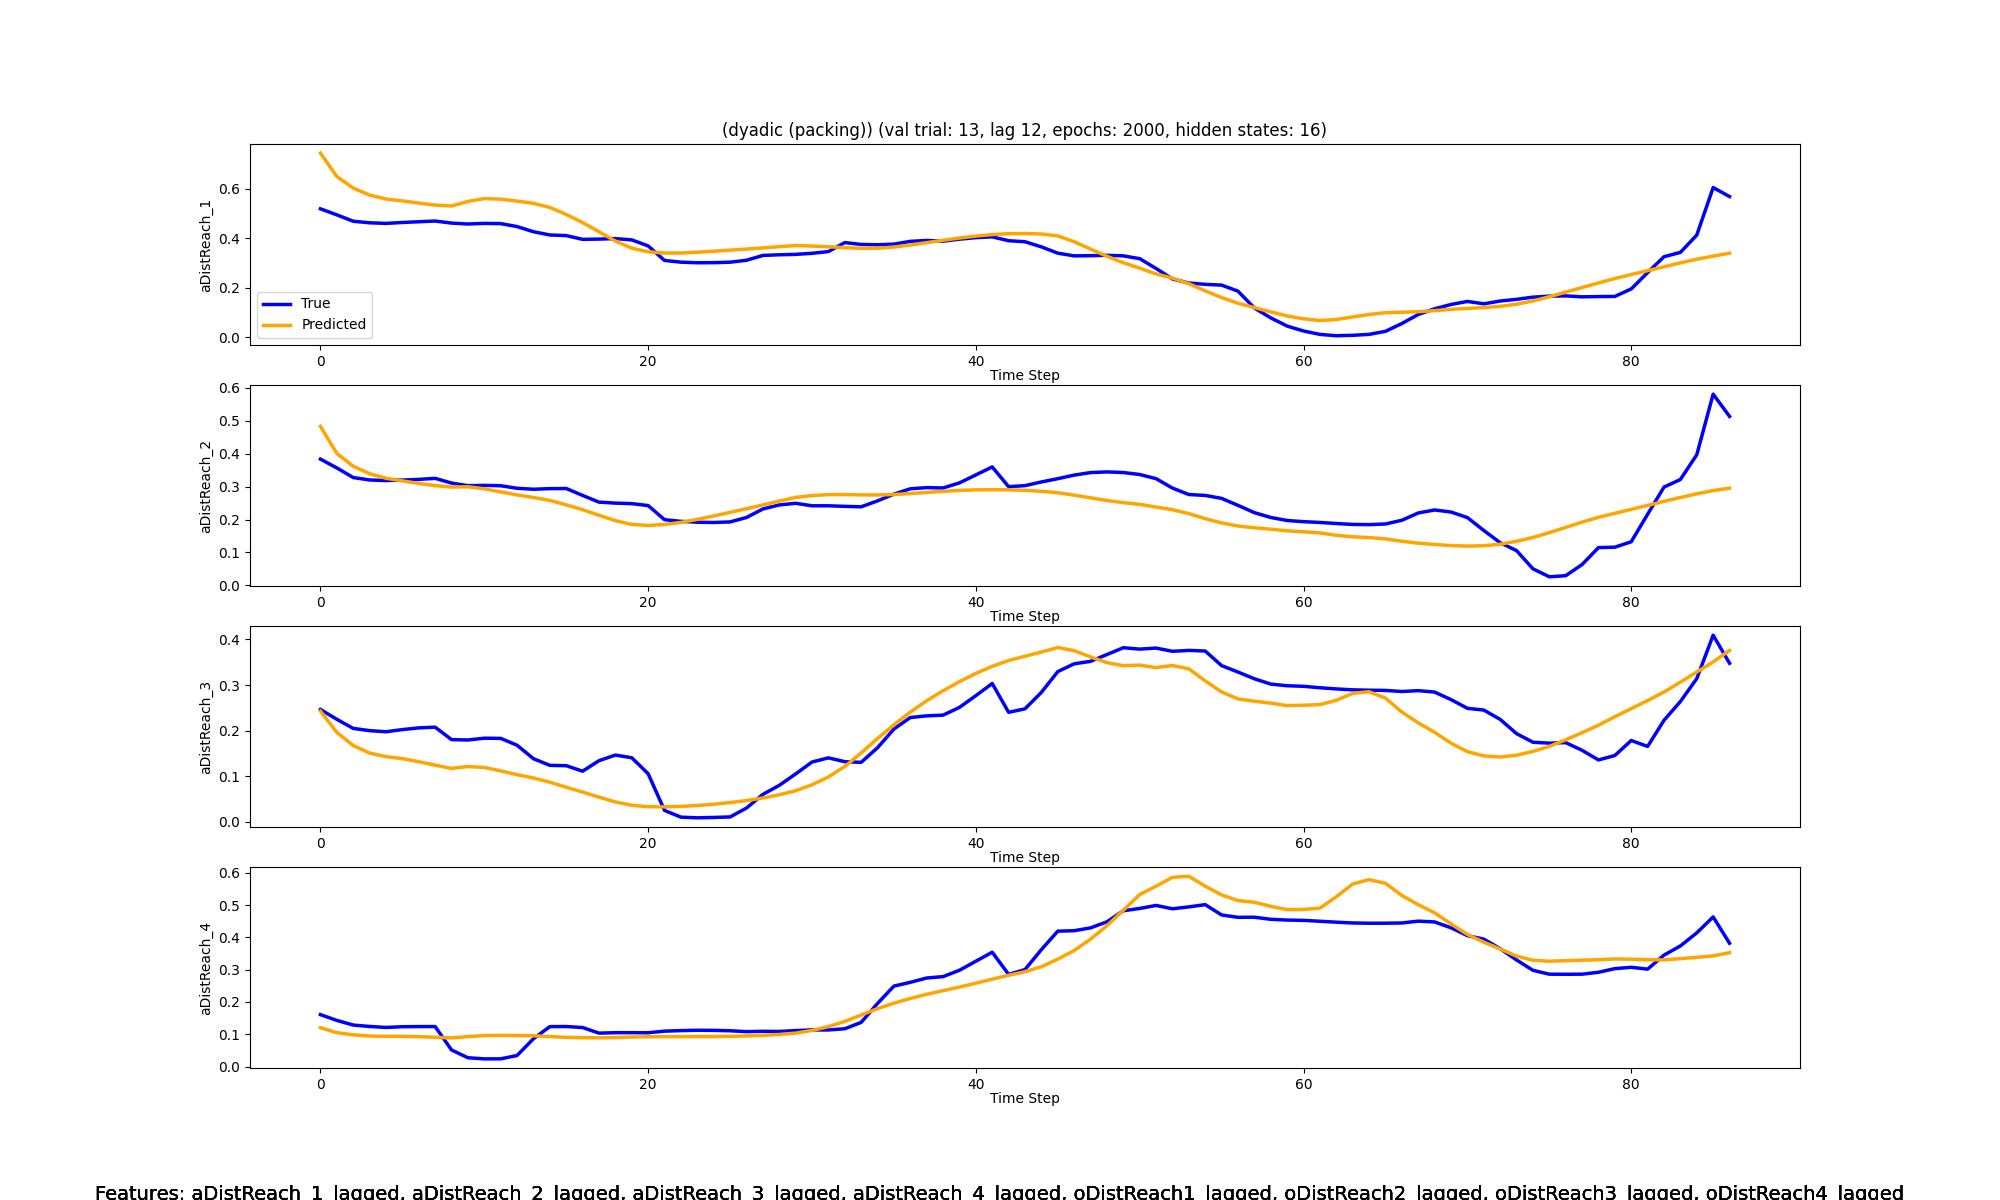 (dyadic (packing)) (val trial: 13, lag 12, epochs: 2000, hidden states: 16)
aDistReach_1
0.6
0.4
0.2
0.0
True
Predicted
0 20 40 60 80
Time Step
aDistReach_2
0.6
0.5
0.4
0.3
0.2
0.1
0.0
0 20 40 60 80
Time Step
aDistReach_3
0.4
0.3
0.2
0.1
0.0
0 20 40 60 80
Time Step
aDistReach_4
0.6
0.5
0.4
0.3
0.2
0.1
0.0
0 20 40 60 80
Time Step
Features: aDistReach_1_lagged, aDistReach_2_lagged, aDistReach_3_lagged, aDistReach_4_lagged, oDistReach1_lagged, oDistReach2_lagged, oDistReach3_lagged, oDistReach4_lagged